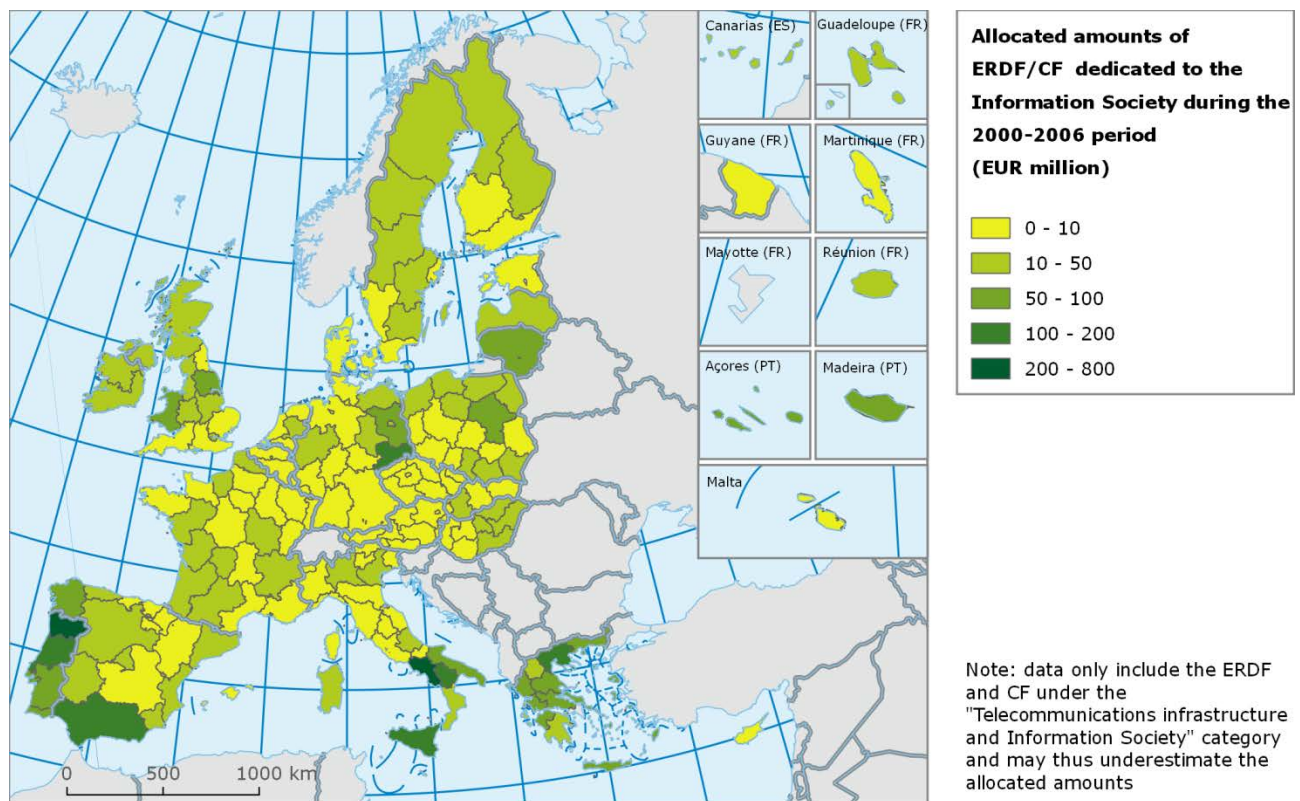 Canarias (ES)
Guadeloupe (FR)
Guyane (FR)
Martinique (FR)
Mayotte (FR)
Réunion (FR)
Açores (PT)
Madeira (PT)
Malta
0 500 1000 km
Allocated amounts of
ERDF/CF dedicated to the
Information Society during the
2000-2006 period
(EUR million)
0 - 10
10 - 50
50 - 100
100 - 200
200 - 800
Note: data only include the ERDF
and CF under the
"Telecommunications infrastructure
and Information Society" category
and may thus underestimate the
allocated amounts